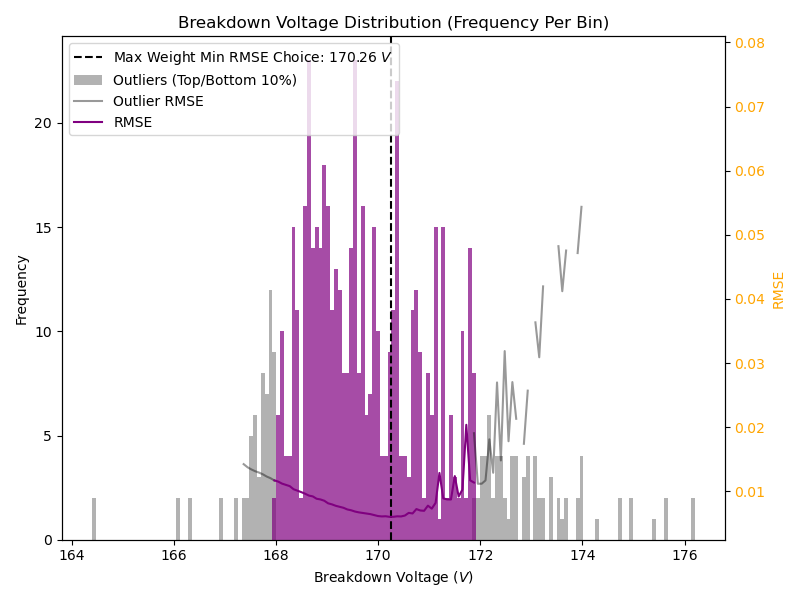 Breakdown Voltage Distribution (Frequency Per Bin)
Max Weight Min RMSE Choice: 170.26 V
Outliers (Top/Bottom 10%)
Outlier RMSE
RMSE
Frequency
0
5
10
15
20
164
166
168
170
172
174
176
Breakdown Voltage (V)
0.08
0.07
0.06
0.05
0.04
0.03
0.02
0.01
RMSE